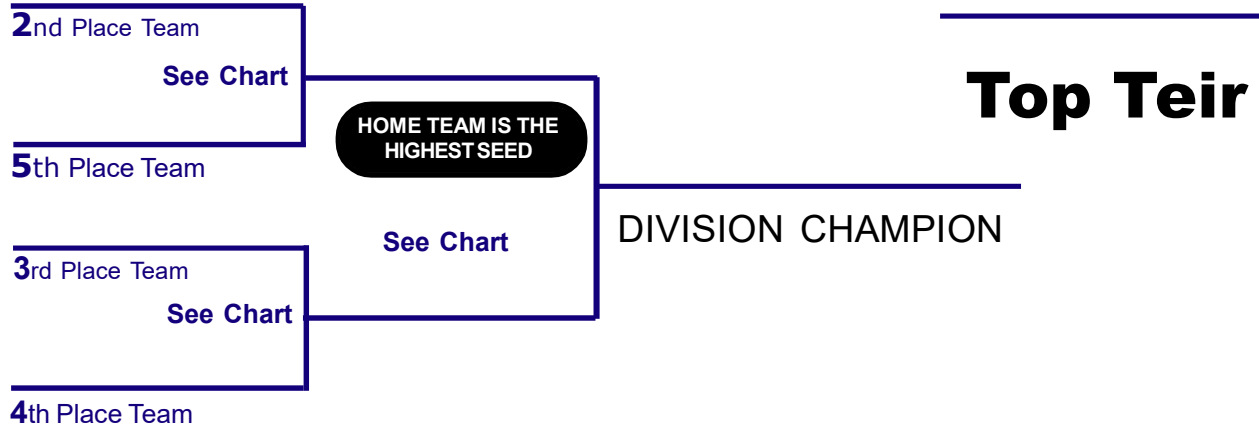 2nd Place Team
See Chart
Top Teir
HOME TEAM IS THE
HIGHEST SEED
5th Place Team
DIVISION CHAMPION
See Chart
3rd Place Team
See Chart
4th Place Team